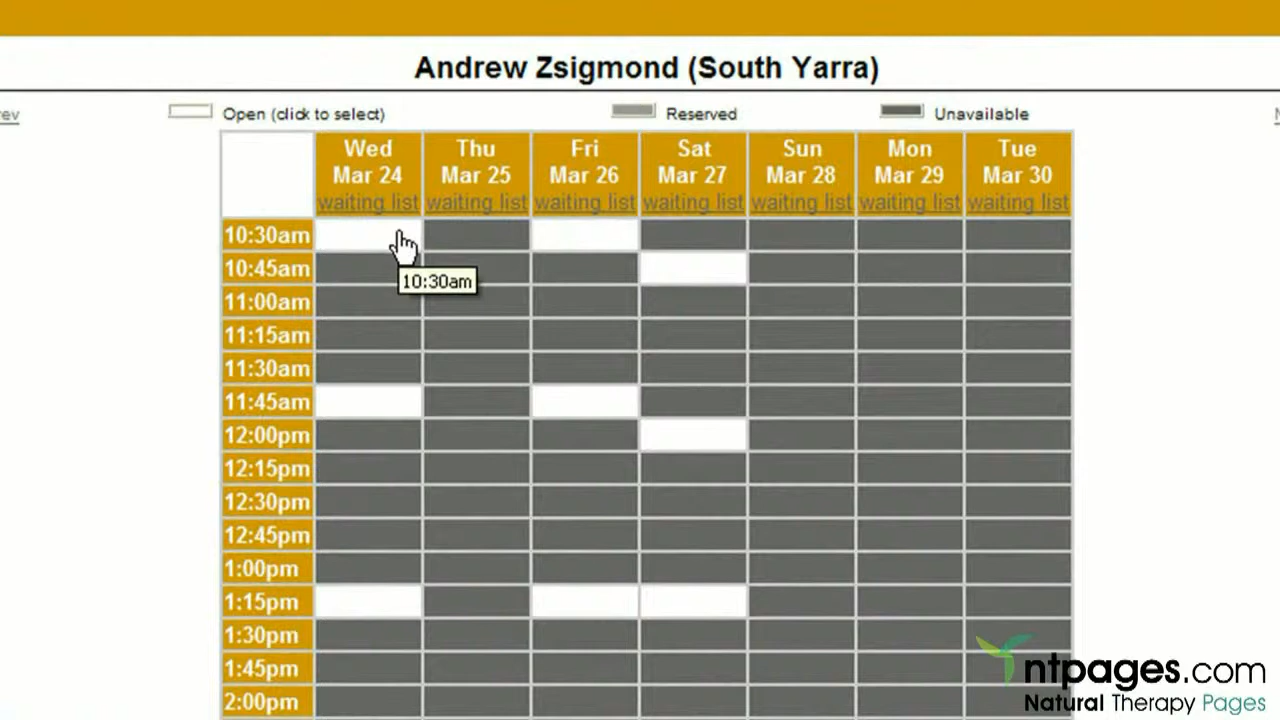 Andrew Zsigmond (South Yarra)
rev
Open (click to select) Reserved Unavailable
Wed Thu Fri Sat Sun Mon Tue
Mar 24 Mar 25 Mar 26 Mar 27 Mar 28 Mar 29 Mar 30
waiting list waiting list waiting list waiting list waiting list waiting list waiting list
10:30am
10:45am
10:30am
11:00am
11:15am
11:30am
11:45am
12:00pm
12:15pm
12:30pm
12:45pm
1:00pm
1:15pm
1:30pm
1:45pm
2:00pm
ntpages.com
Natural Therapy Pages